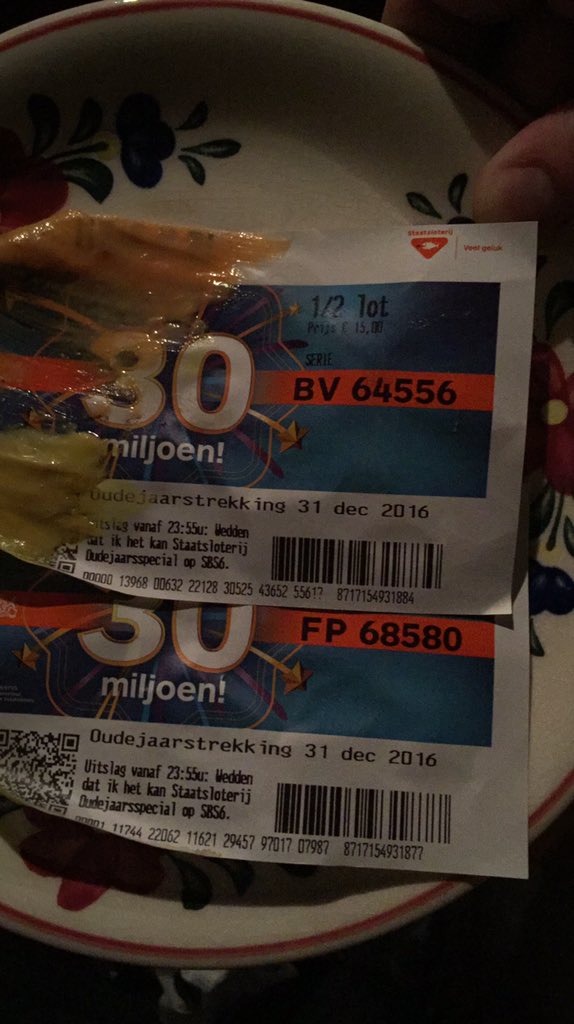 Staatsloterij
Veel geluk
1/2 lot
Prijs € 15,00
SERIE
BV 64556
30
miljoen!
Oudejaarstrekking 31 dec 2016
Uitslag vanaf 23:55u: Wedden
dat ik het kan Staatsloterij
Oudejaarsspecial op SBS6.
00000 13968 00632 22128 30525 43652 55617 8717154931884
30
FP 68580
miljoen!
Oudejaarstrekking 31 dec 2016
Uitslag vanaf 23:55u: Wedden
dat ik het kan Staatsloterij
Oudejaarsspecial op SBS6.
00001 11744 22062 11621 29457 97017 07987 8717154931877